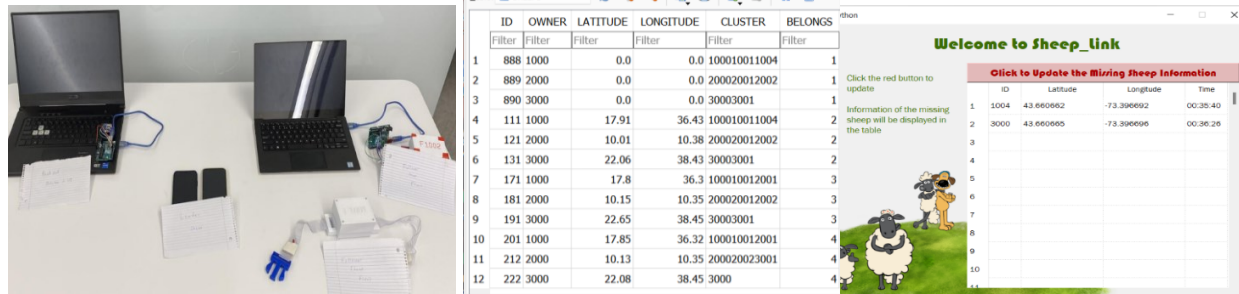 F1002
ID OWNER LATITUDE LONGITUDE CLUSTER BELONGS
Filter Filter Filter Filter Filter Filter
1 888 1000 0.0 0.0 100010011004 1
2 889 2000 0.0 0.0 200020012002 1
3 890 3000 0.0 0.0 30003001 1
4 111 1000 17.91 36.43 100010011004 2
5 121 2000 10.01 10.38 200020012002 2
6 131 3000 22.06 38.43 30003001 2
7 171 1000 17.8 36.3 100010012001 3
8 181 2000 10.15 10.35 200020012002 3
9 191 3000 22.65 38.45 30003001 3
10 201 1000 17.85 36.32 100010012001 4
11 212 2000 10.13 10.35 200020023001 4
12 222 3000 22.08 38.45 3000 4
ython
Welcome to Sheep_Link
Click the red button to
update
Information of the missing
sheep will be displayed in
the table
Click to Update the Missing Sheep Information
ID Latitude Longitude Time
1 1004 43.660662 -73.396692 00:35:40
2 3000 43.660665 -73.396696 00:36:26
3
4
5
6
7
8
9
10